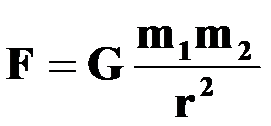 F = G m₁m₂ / r²